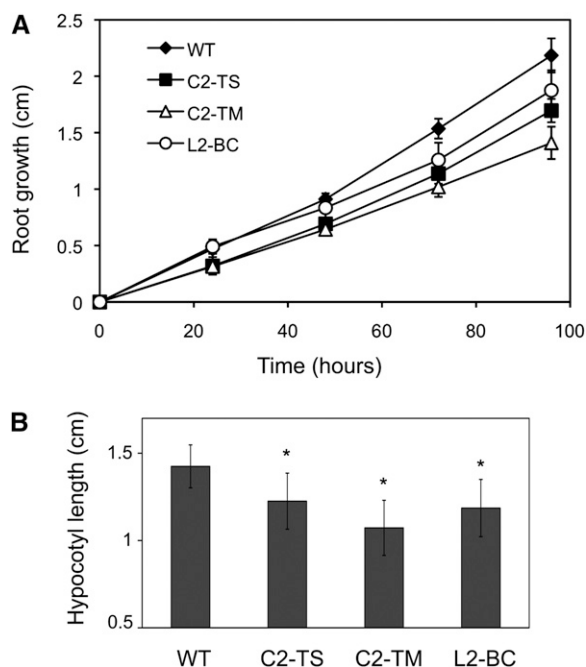 A
WT
C2-TS
C2-TM
L2-BC
Root growth (cm)
2.5
2
1.5
1
0.5
0
0 20 40 60 80 100
Time (hours)
B
Hypocotyl length (cm)
1.5
1
0.5
* * *
WT C2-TS C2-TM L2-BC